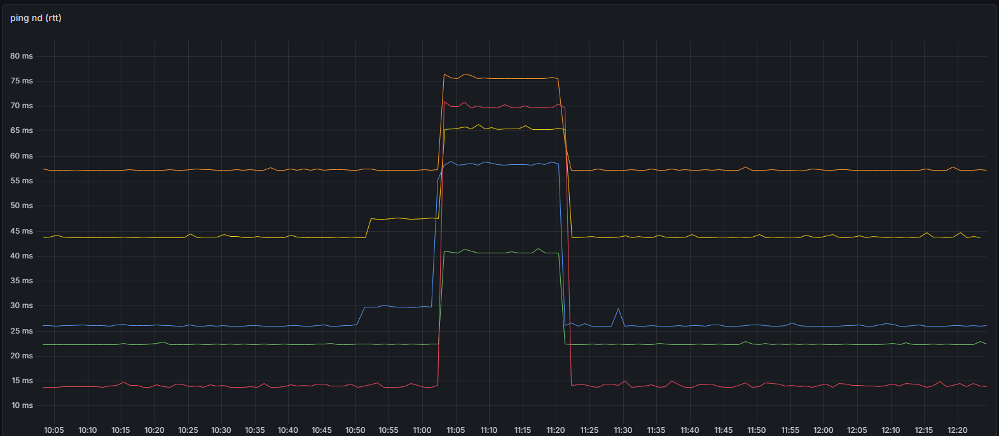 ping nd (rtt)
80 ms
75 ms
70 ms
65 ms
60 ms
55 ms
50 ms
45 ms
40 ms
35 ms
30 ms
25 ms
20 ms
15 ms
10 ms
10:05 10:10 10:15 10:20 10:25 10:30 10:35 10:40 10:45 10:50 10:55 11:00 11:05 11:10 11:15 11:20 11:25 11:30 11:35 11:40 11:45 11:50 11:55 12:00 12:05 12:10 12:15 12:20